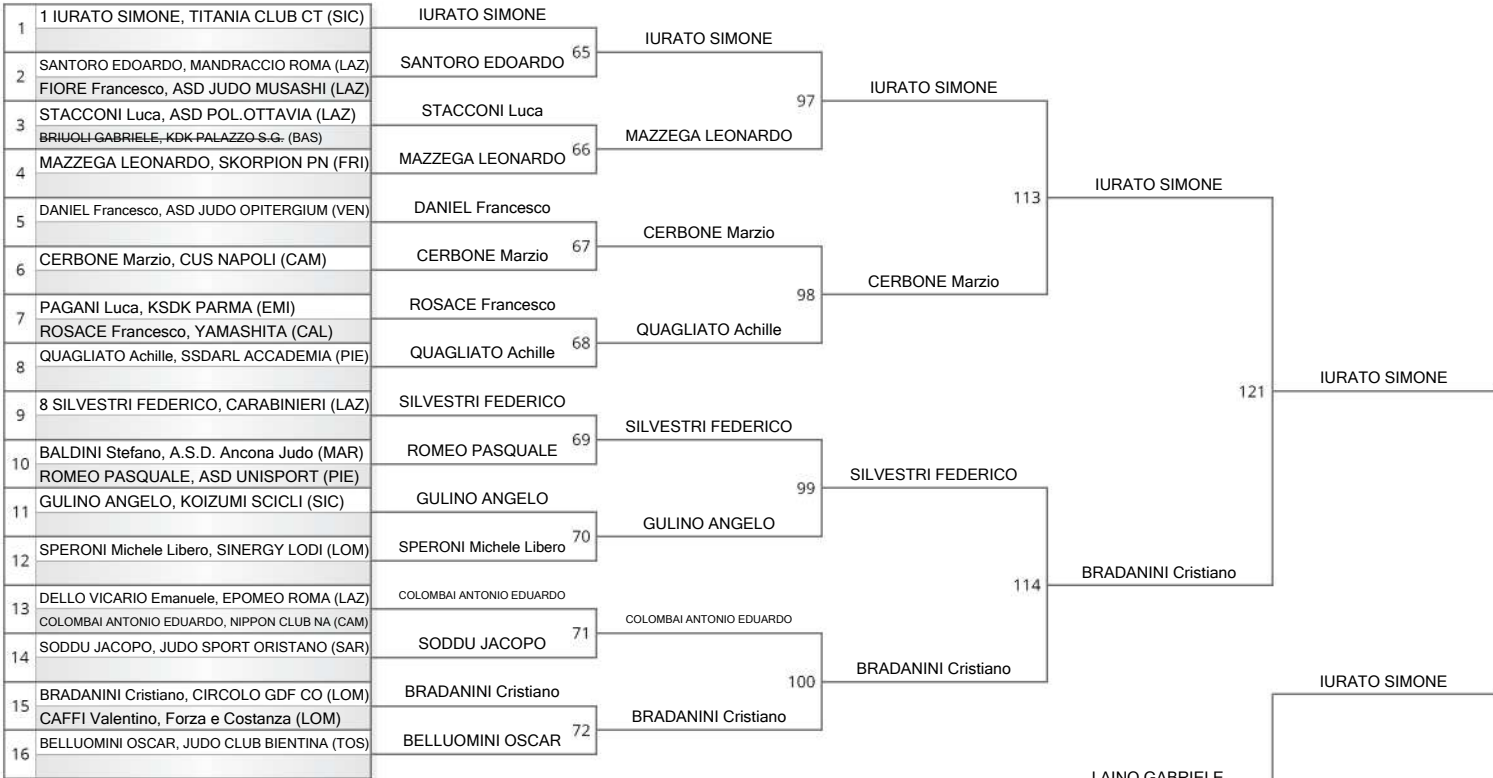 1
1 IURATO SIMONE, TITANIA CLUB CT (SIC)
2
SANTORO EDOARDO, MANDRACCIO ROMA (LAZ)
FIORE Francesco, ASD JUDO MUSASHI (LAZ)
3
STACCONI Luca, ASD POL.OTTAVIA (LAZ)
BRIUOLI GABRIELE, KDK PALAZZO S.G. (BAS)
4
MAZZEGA LEONARDO, SKORPION PN (FRI)
5
DANIEL Francesco, ASD JUDO OPITERGIUM (VEN)
6
CERBONE Marzio, CUS NAPOLI (CAM)
7
PAGANI Luca, KSDK PARMA (EMI)
ROSACE Francesco, YAMASHITA (CAL)
8
QUAGLIATO Achille, SSDARL ACCADEMIA (PIE)
9
8 SILVESTRI FEDERICO, CARABINIERI (LAZ)
10
BALDINI Stefano, A.S.D. Ancona Judo (MAR)
ROMEO PASQUALE, ASD UNISPORT (PIE)
11
GULINO ANGELO, KOIZUMI SCICLI (SIC)
12
SPERONI Michele Libero, SINERGY LODI (LOM)
13
DELLO VICARIO Emanuele, EPOMEO ROMA (LAZ)
COLOMBAI ANTONIO EDUARDO, NIPPON CLUB NA (CAM)
14
SODDU JACOPO, JUDO SPORT ORISTANO (SAR)
15
BRADANINI Cristiano, CIRCOLO GDF CO (LOM)
CAFFI Valentino, Forza e Costanza (LOM)
16
BELLUOMINI OSCAR, JUDO CLUB BIENTINA (TOS)
IURATO SIMONE
65
SANTORO EDOARDO
STACCONI Luca
66
MAZZEGA LEONARDO
DANIEL Francesco
67
CERBONE Marzio
ROSACE Francesco
68
QUAGLIATO Achille
SILVESTRI FEDERICO
69
ROMEO PASQUALE
GULINO ANGELO
70
SPERONI Michele Libero
COLOMBAI ANTONIO EDUARDO
71
SODDU JACOPO
BRADANINI Cristiano
72
BELLUOMINI OSCAR
IURATO SIMONE
97
MAZZEGA LEONARDO
CERBONE Marzio
98
QUAGLIATO Achille
SILVESTRI FEDERICO
99
GULINO ANGELO
COLOMBAI ANTONIO EDUARDO
100
BRADANINI Cristiano
IURATO SIMONE
113
CERBONE Marzio
SILVESTRI FEDERICO
114
BRADANINI Cristiano
IURATO SIMONE
121
BRADANINI Cristiano
IURATO SIMONE
IURATO SIMONE
LAINO GABRIELE